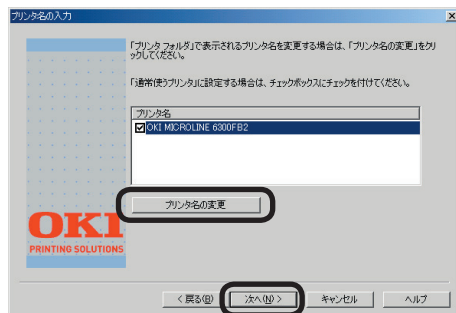 プリンタ名の入力
「プリンタ フォルダ」で表示されるプリンタ名を変更する場合は、「プリンタ名の変更」をクリ
ックしてください。
「通常使うプリンタ」に設定する場合は、チェックボックスにチェックを付けてください。
プリンタ名
OKI MICROLINE 6300FB2
プリンタ名の変更
OKI
PRINTING SOLUTIONS
< 戻る(B)
次へ(N) >
キャンセル
ヘルプ